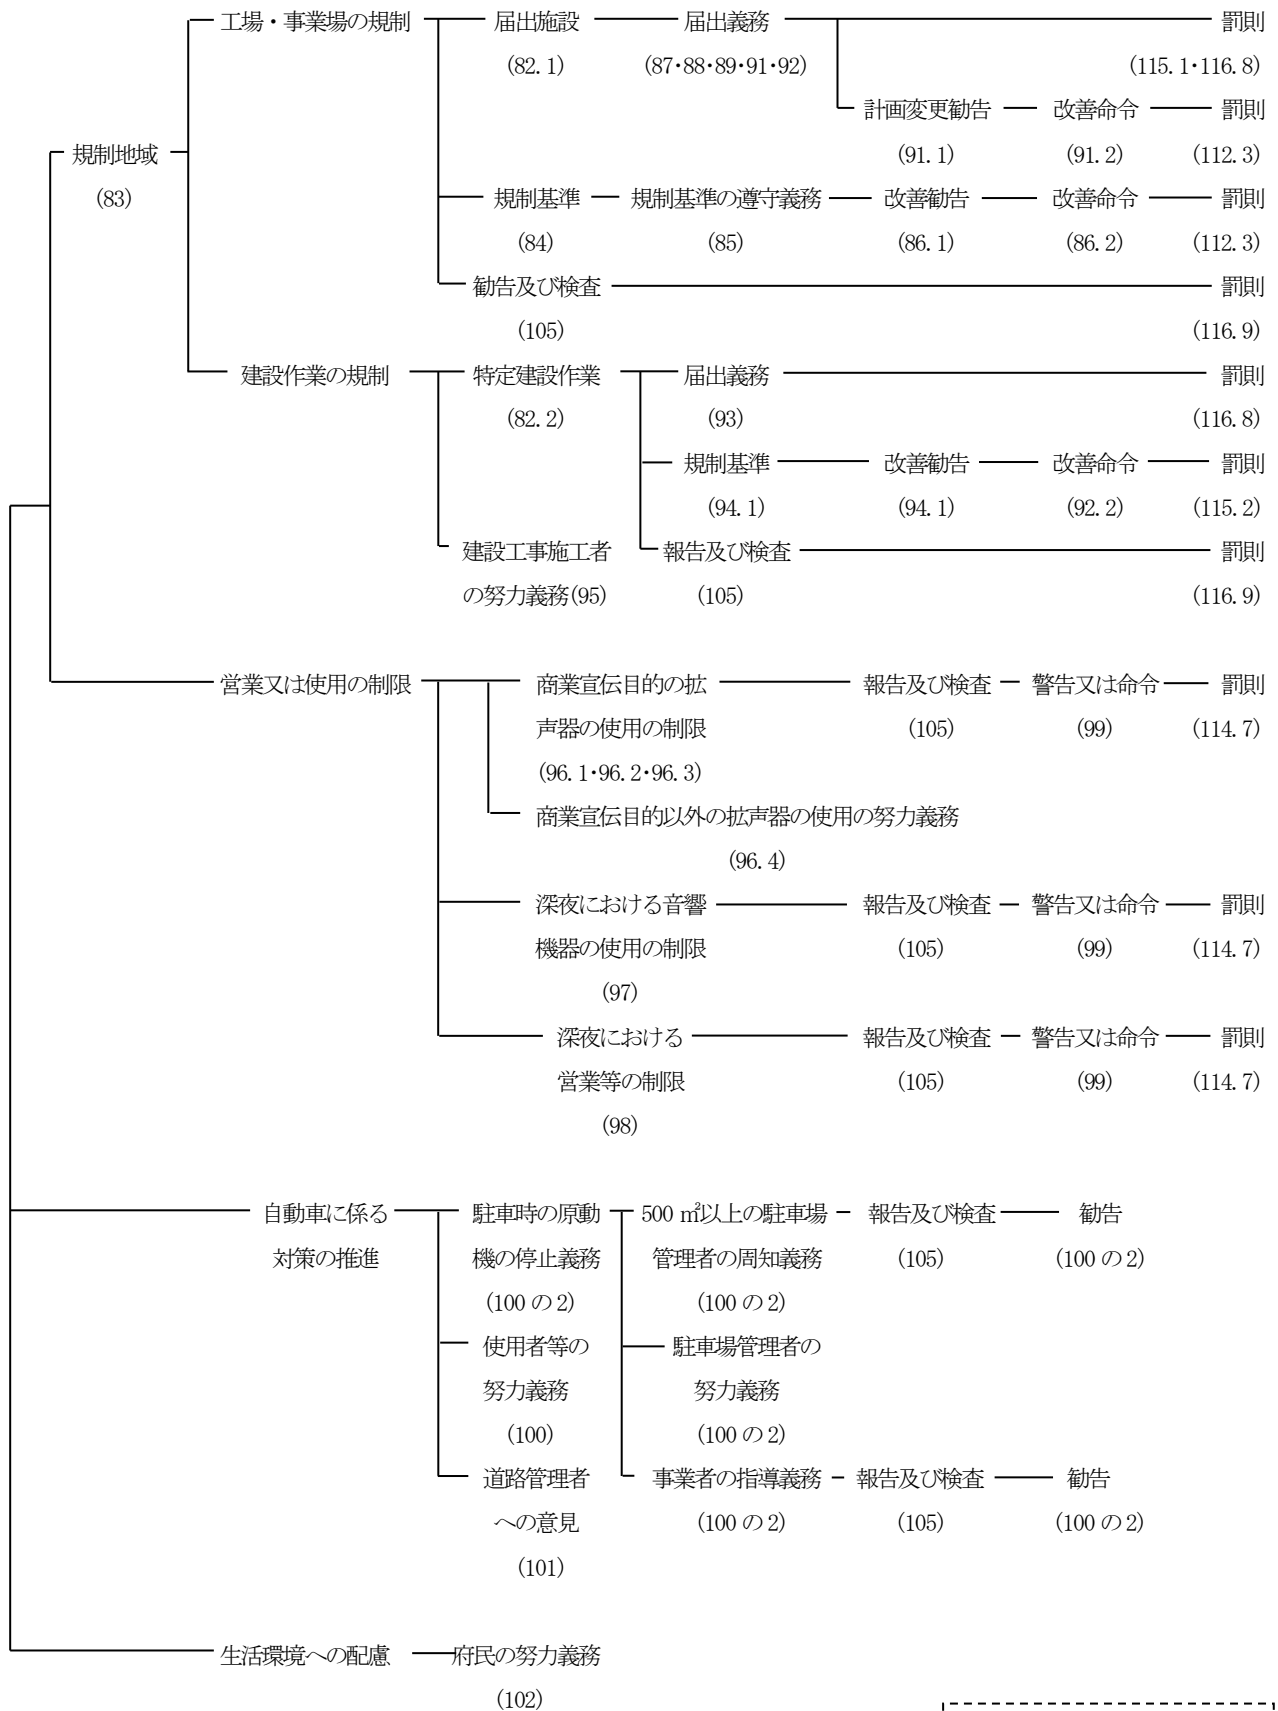 工場・事業場の規制 届出施設 届出義務 罰則
(82.1) (87・88・89・91・92) (115.1・116.8)
計画変更勧告 改善命令 罰則
規制地域 (91.1) (91.2) (112.3)
(83) 規制基準 規制基準の遵守義務 改善勧告 改善命令 罰則
(84) (85) (86.1) (86.2) (112.3)
勧告及び検査 罰則
(105) (116.9)
建設作業の規制 特定建設作業 届出義務 罰則
(82.2) (93) (116.8)
規制基準 改善勧告 改善命令 罰則
(94.1) (94.1) (92.2) (115.2)
建設工事施工者 報告及び検査 罰則
の努力義務(95) (105) (116.9)
営業又は使用の制限 商業宣伝目的の拡 報告及び検査 警告又は命令 罰則
声器の使用の制限 (105) (99) (114.7)
(96.1・96.2・96.3)
商業宣伝目的以外の拡声器の使用の努力義務
(96.4)
深夜における音響 報告及び検査 警告又は命令 罰則
機器の使用の制限 (105) (99) (114.7)
(97)
深夜における 報告及び検査 警告又は命令 罰則
営業等の制限 (105) (99) (114.7)
(98)
自動車に係る 駐車時の原動 500㎡以上の駐車場 報告及び検査 勧告
対策の推進 機の停止義務 管理者の周知義務 (105) (100の2)
(100の2) (100の2)
使用者等の 駐車場管理者の
努力義務 努力義務
(100) (100の2)
道路管理者 事業者の指導義務 報告及び検査 勧告
への意見 (100の2) (105) (100の2)
(101)
生活環境への配慮 府民の努力義務
(102)